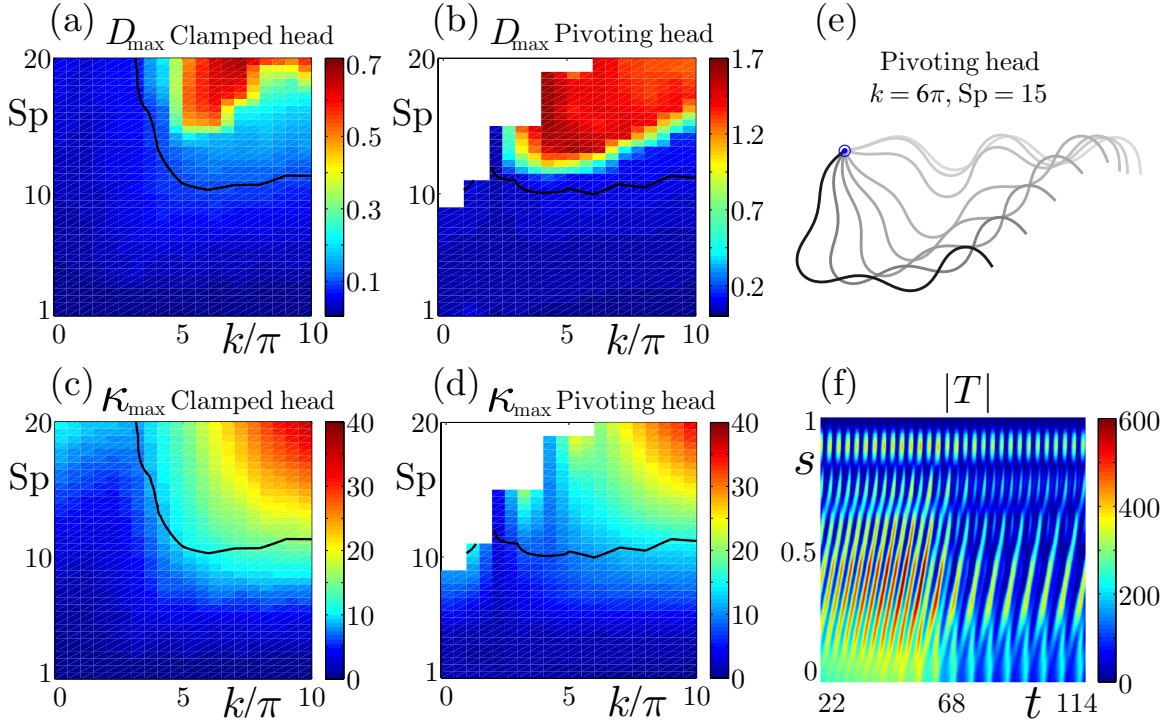 (a)
D_max Clamped head
20
Sp
10
1
0
5
k/π
10
0.7
0.5
0.3
0.1
(b)
D_max Pivoting head
20
10
1
0
5
k/π
10
1.7
1.2
0.7
0.2
(e)
Pivoting head
k = 6π, Sp = 15
(c)
κ_max Clamped head
20
Sp
10
1
0
5
k/π
10
40
30
20
10
0
(d)
κ_max Pivoting head
20
Sp
10
1
0
5
k/π
10
40
30
20
10
0
(f)
|T|
1
s
0.5
0
22
68
t
114
600
400
200
0